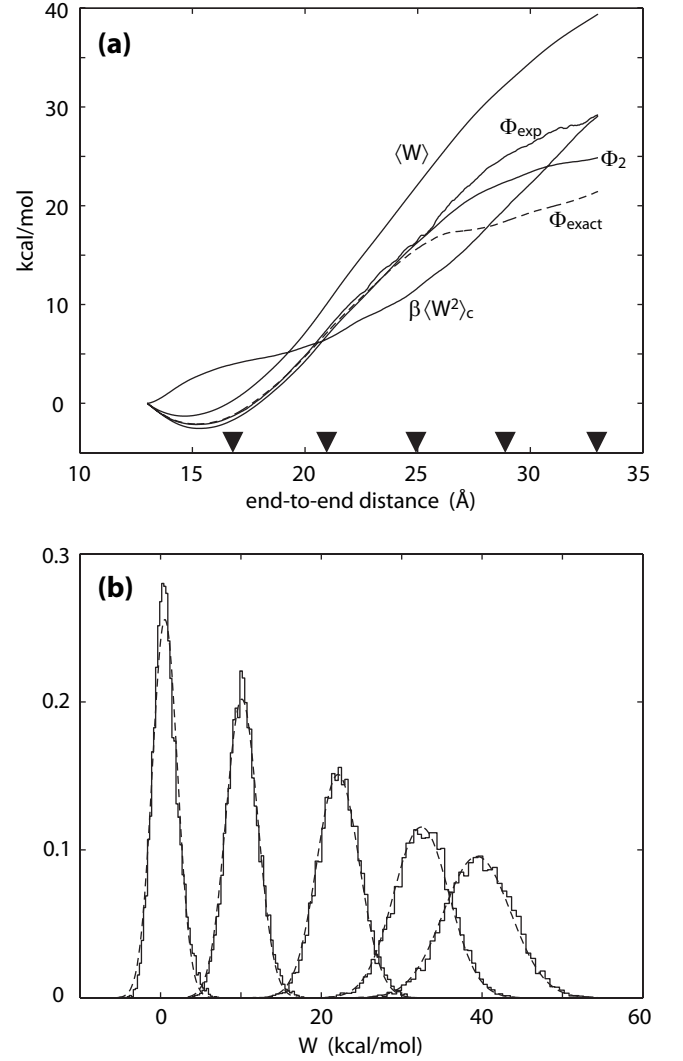 (a)
40
30
20
10
0
kcal/mol
⟨W⟩
Φexp
Φ2
Φexact
β⟨W²⟩c
10 15 20 25 30 35
end-to-end distance (Å)
(b)
0.3
0.2
0.1
0
0 20 40 60
W (kcal/mol)